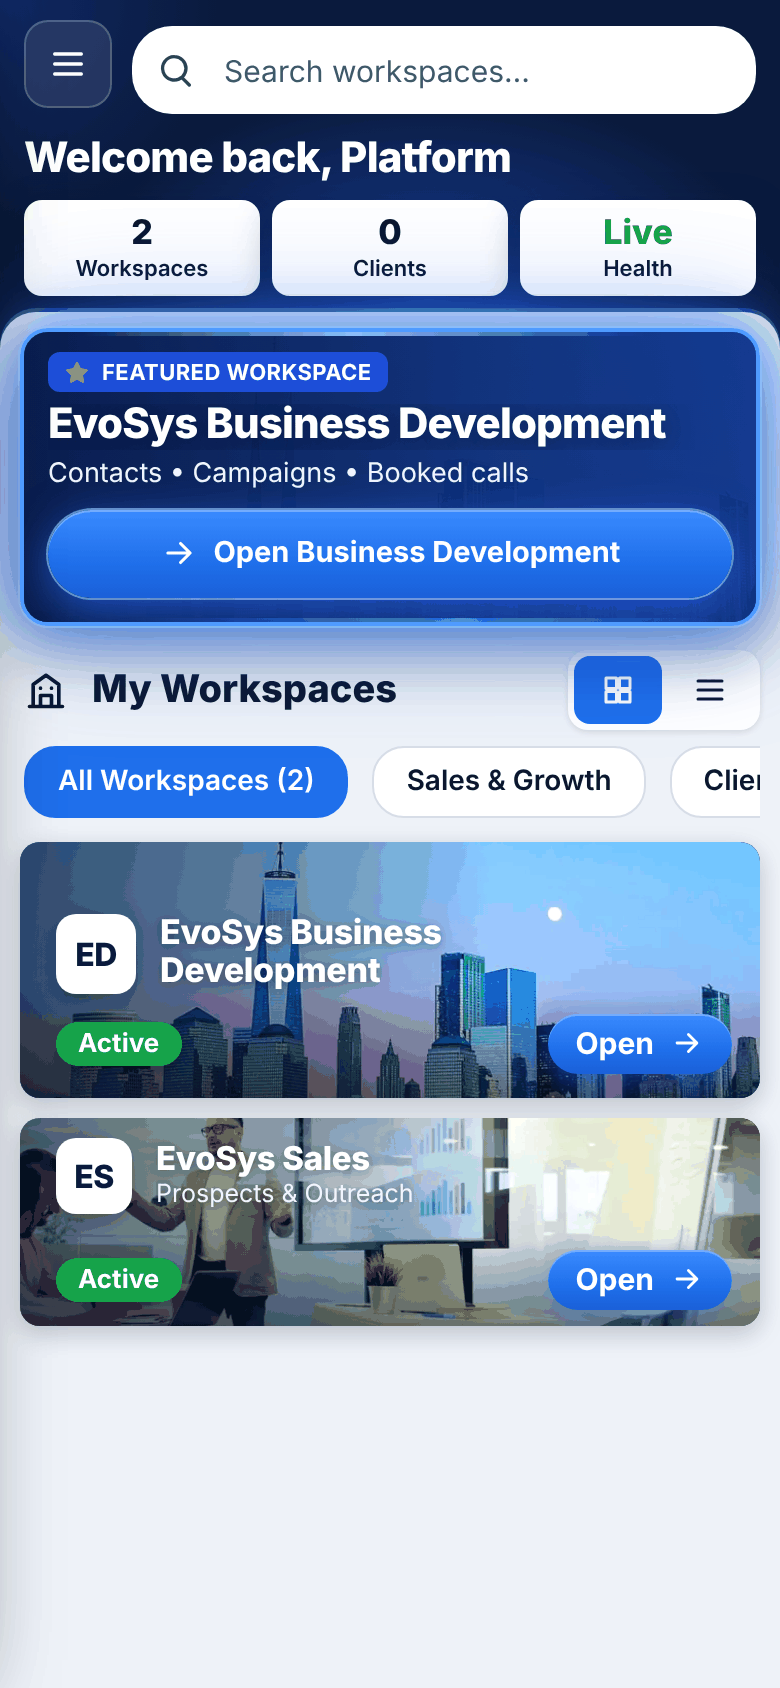 Search workspaces...
Welcome back, Platform
2
Workspaces
0
Clients
Live
Health
FEATURED WORKSPACE
EvoSys Business Development
Contacts • Campaigns • Booked calls
Open Business Development
My Workspaces
All Workspaces (2)
Sales & Growth
ED
EvoSys Business
Development
Active
Open
ES
EvoSys Sales
Prospects & Outreach
Active
Open